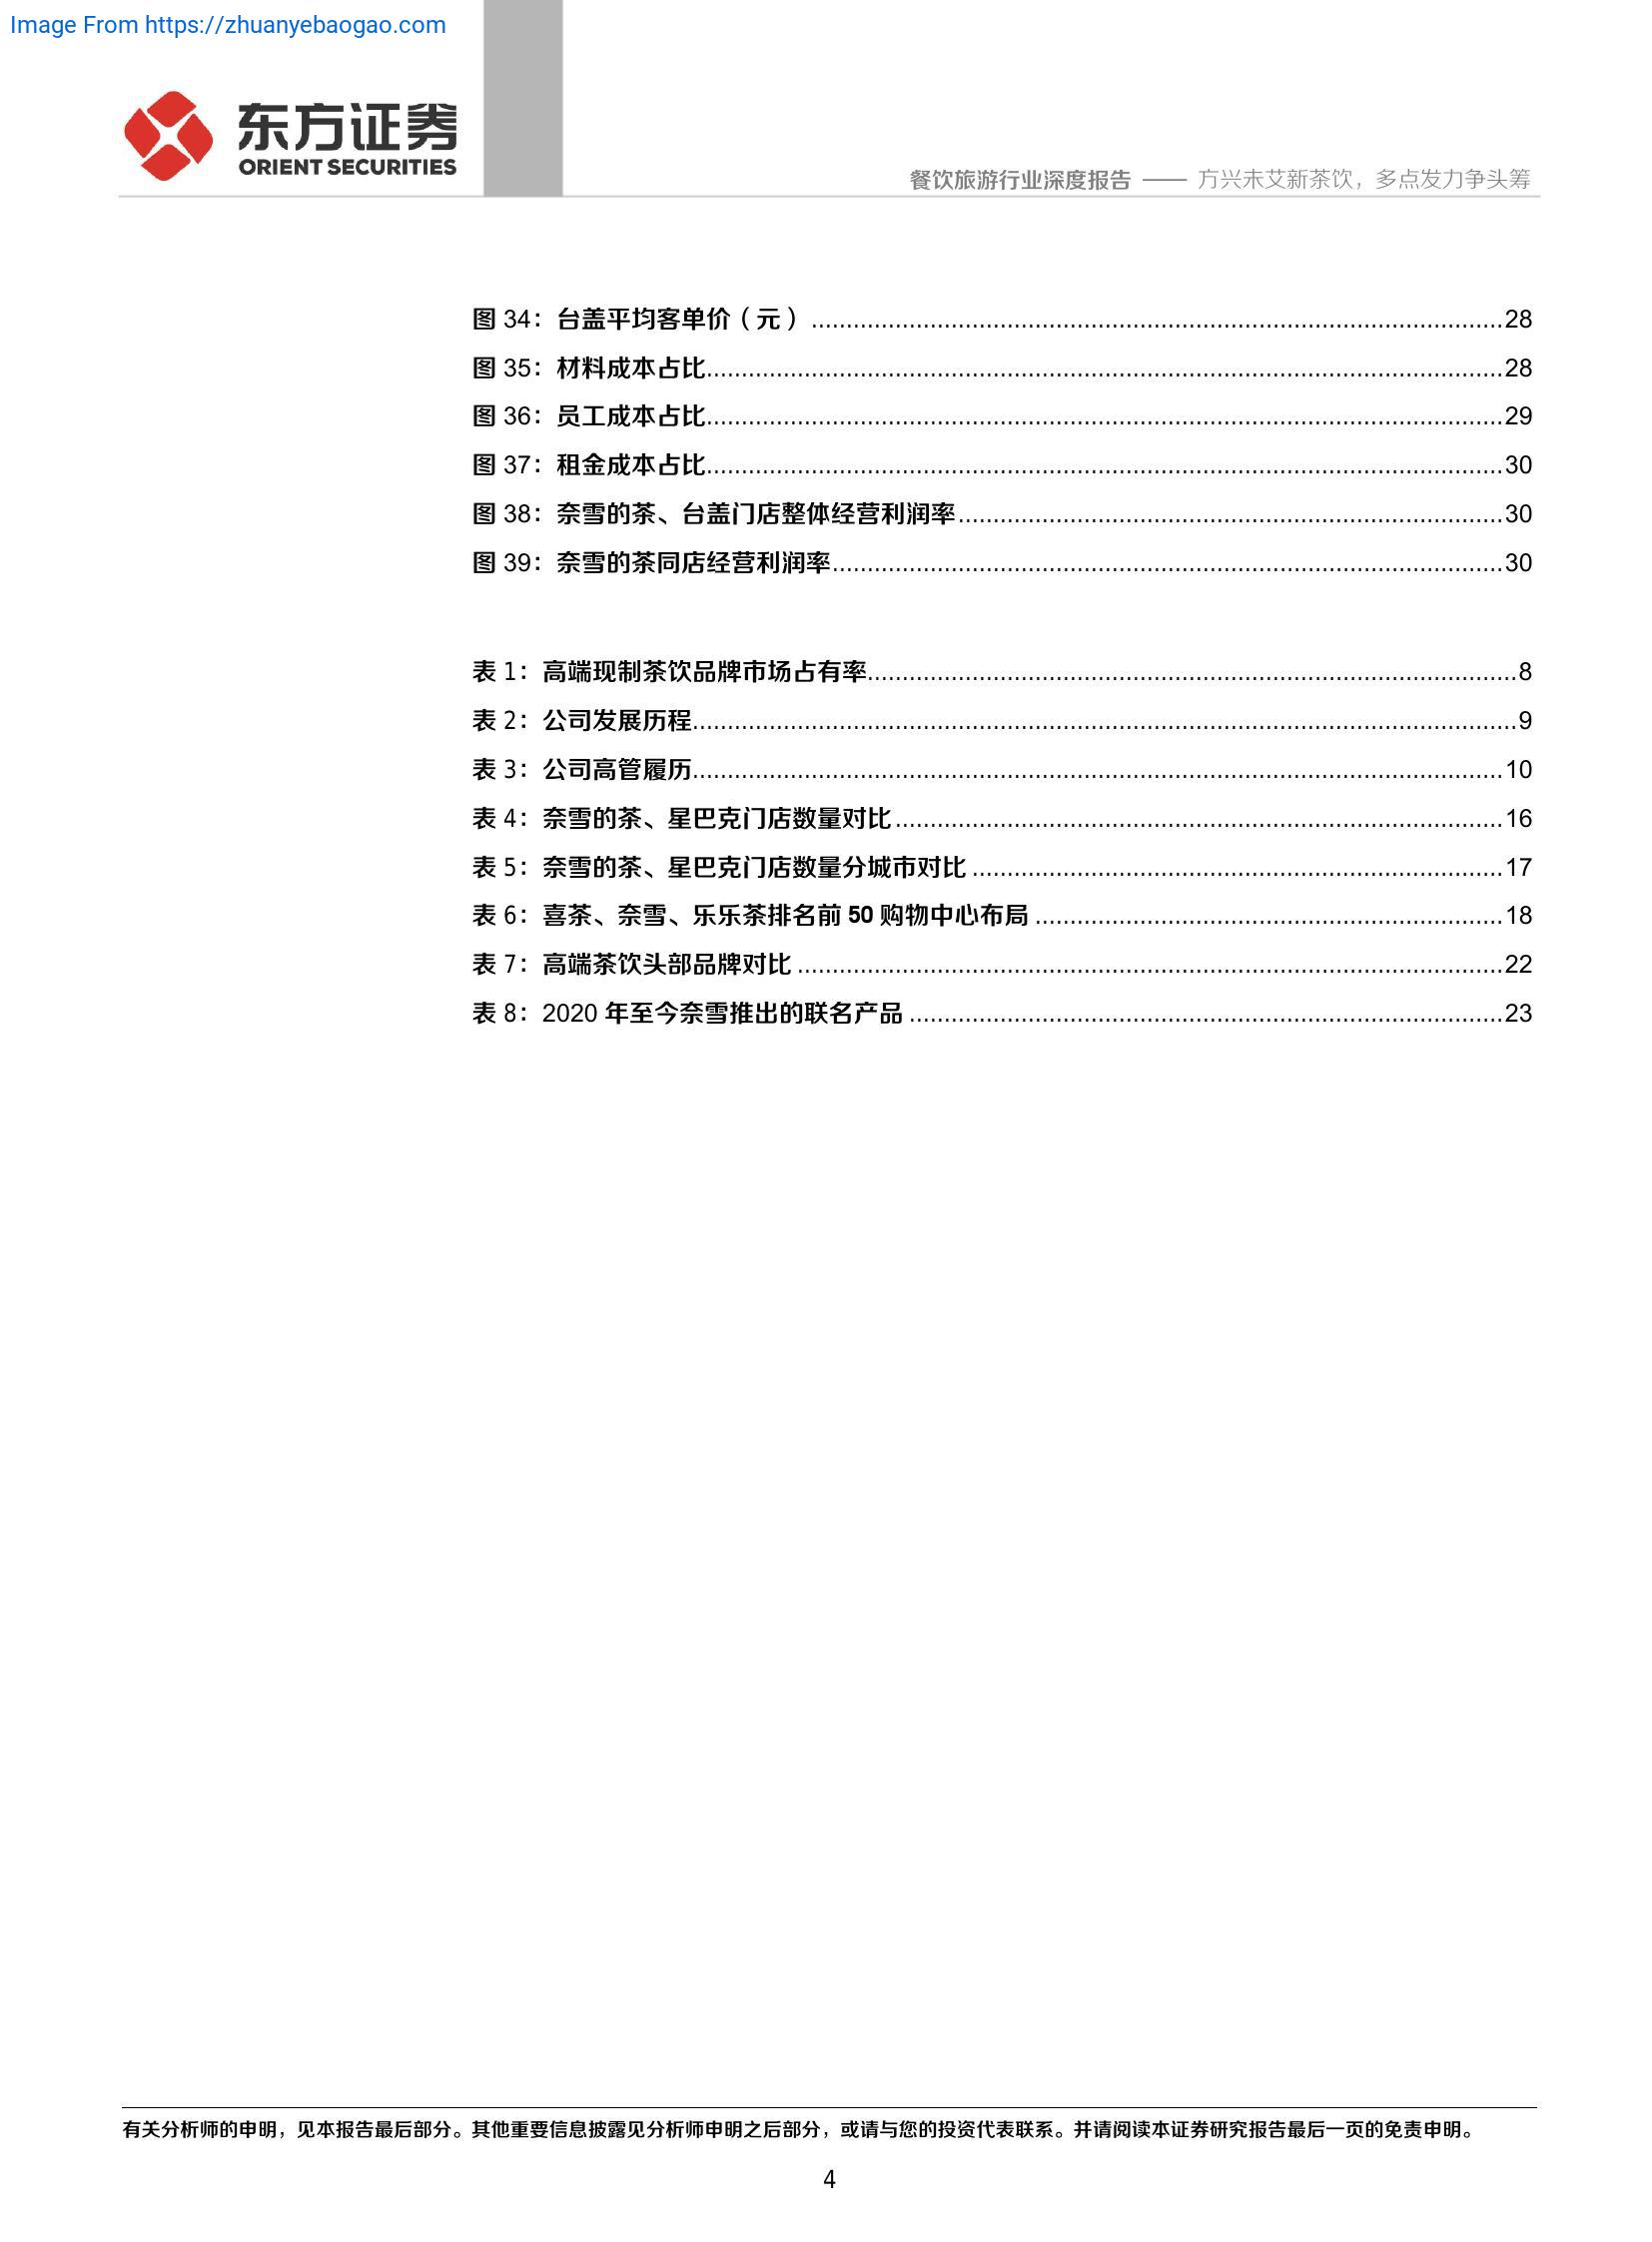 Image From https://zhuanyebaogao.com
东方证券
ORIENT SECURITIES
餐饮旅游行业深度报告 —— 方兴未艾新茶饮，多点发力争头筹
图 34：台盖平均客单价（元）........................28
图 35：材料成本占比........................28
图 36：员工成本占比........................29
图 37：租金成本占比........................30
图 38：奈雪的茶、台盖门店整体经营利润率........................30
图 39：奈雪的茶同店经营利润率........................30
表 1：高端现制茶饮品牌市场占有率........................8
表 2：公司发展历程........................9
表 3：公司高管履历........................10
表 4：奈雪的茶、星巴克门店数量对比........................16
表 5：奈雪的茶、星巴克门店数量分城市对比........................17
表 6：喜茶、奈雪、乐乐茶排名前 50 购物中心布局........................18
表 7：高端茶饮头部品牌对比........................22
表 8：2020 年至今奈雪推出的联名产品........................23
有关分析师的申明，见本报告最后部分。其他重要信息披露见分析师申明之后部分，或请与您的投资代表联系。并请阅读本证券研究报告最后一页的免责申明。
4